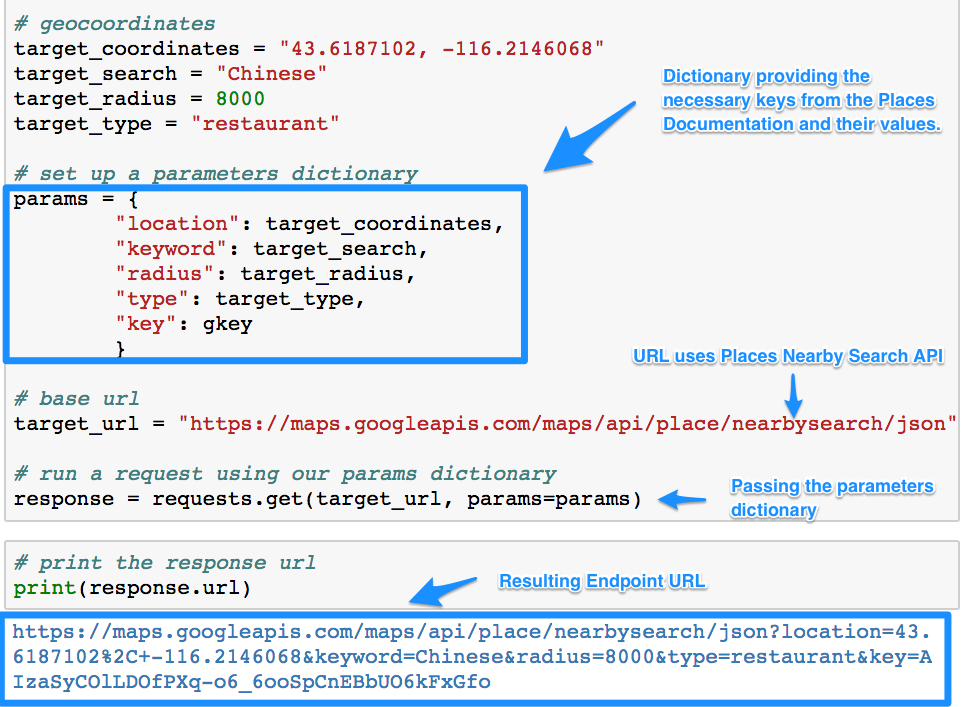 # geocoordinates
target_coordinates = "43.6187102, -116.2146068"
target_search = "Chinese"
target_radius = 8000
target_type = "restaurant"
Dictionary providing the
necessary keys from the Places
Documentation and their values.
# set up a parameters dictionary
params = {
"location": target_coordinates,
"keyword": target_search,
"radius": target_radius,
"type": target_type,
"key": gkey
}
URL uses Places Nearby Search API
# base url
target_url = "https://maps.googleapis.com/maps/api/place/nearbysearch/json"
# run a request using our params dictionary
response = requests.get(target_url, params=params)
Passing the parameters
dictionary
# print the response url
print(response.url)
Resulting Endpoint URL
https://maps.googleapis.com/maps/api/place/nearbysearch/json?location=43.
6187102%2C+-116.2146068&keyword=Chinese&radius=8000&type=restaurant&key=A
IzaSyCOlLDOfPXq-o6_6ooSpCnEBbUO6kFxGfo